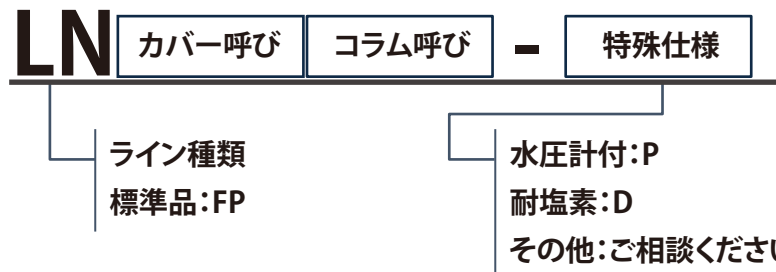 LN カバー呼び コラム呼び - 特殊仕様
ライン種類
標準品:FP
水圧計付:P
耐塩素:D
その他:ご相談ください